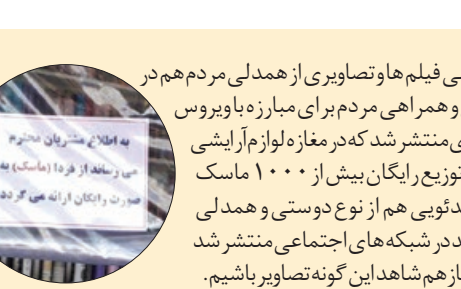 ی فیلم‌ها و تصاویری از همدلی مردم هم در
و همراهی مردم برای مبارزه با ویروس
ی منتشر شد که در مغازه لوازم آرایشی
توزیع رایگان بیش از ۱۰۰۰ ماسک
دئویی هم از نوع دوستی و همدلی
د در شبکه‌های اجتماعی منتشر شد
از هم شاهد این گونه تصاویر باشیم.
به اطلاع مشتریان محترم
می رساند از فردا (ماسک) به
صورت رایگان ارائه می گردد